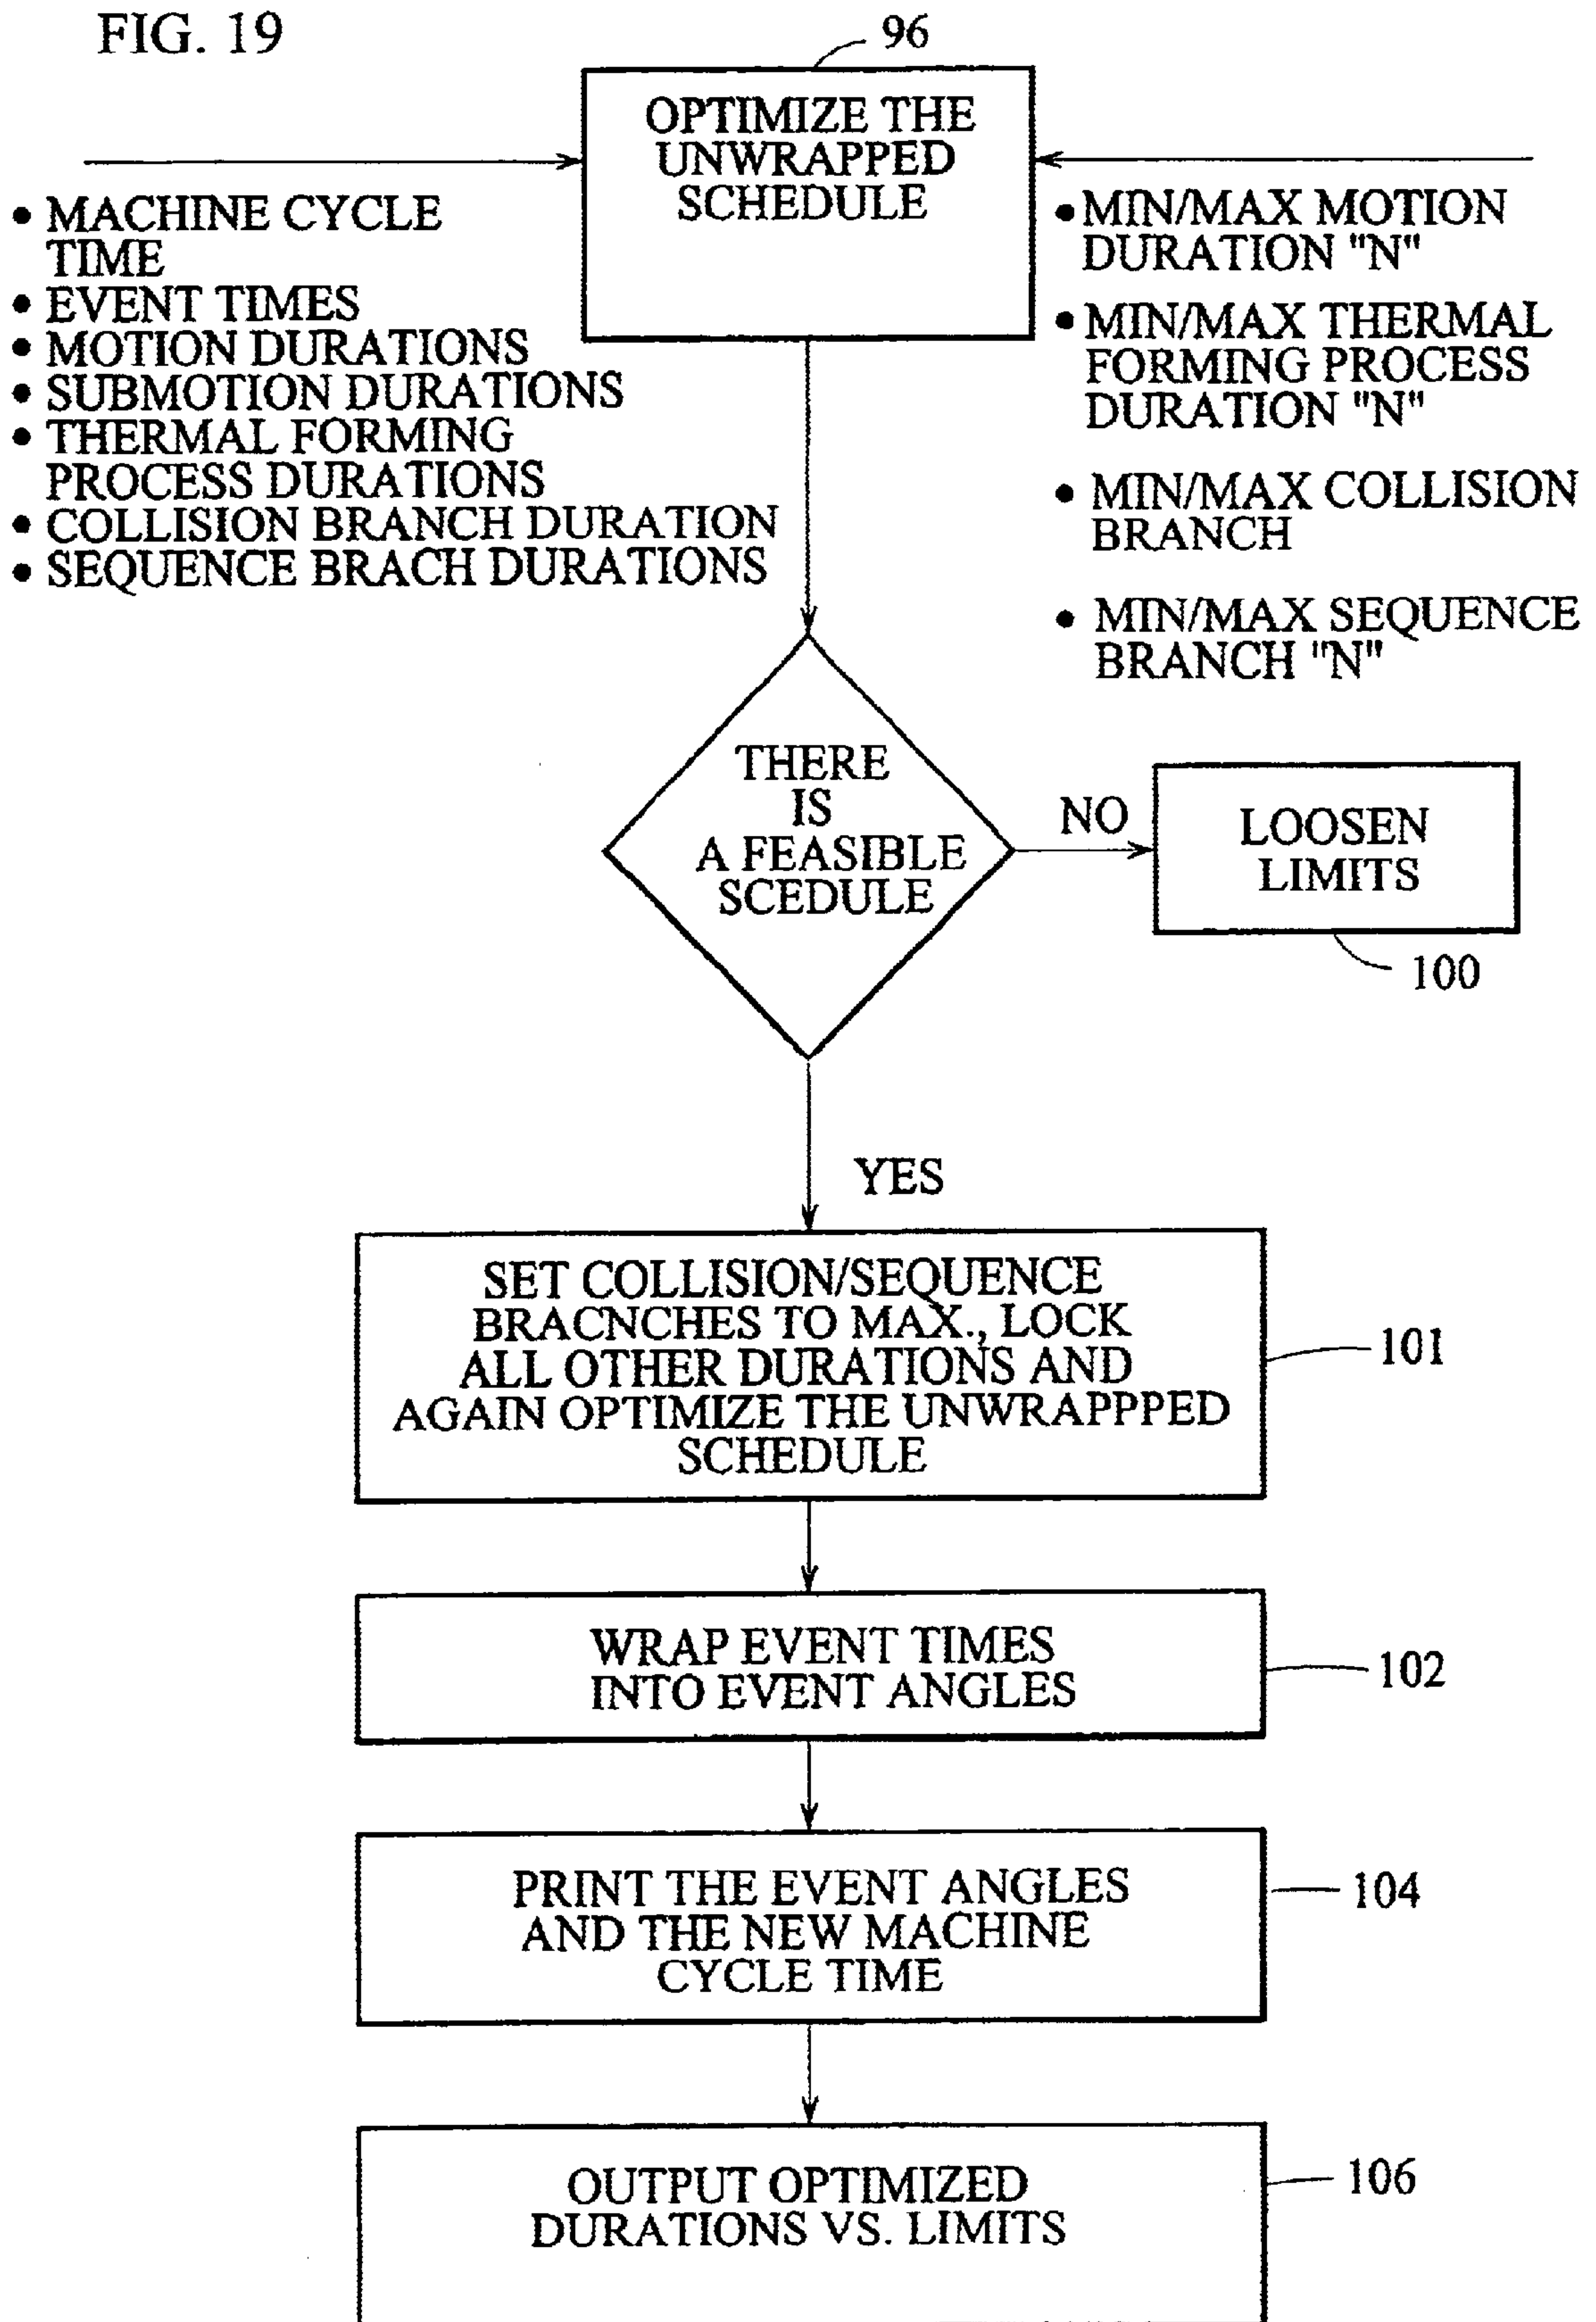 FIG. 19
96
OPTIMIZE THE
UNWRAPPED
SCHEDULE
• MACHINE CYCLE
TIME
• EVENT TIMES
• MOTION DURATIONS
• SUBMOTION DURATIONS
• THERMAL FORMING
PROCESS DURATIONS
• COLLISION BRANCH DURATION
• SEQUENCE BRACH DURATIONS
• MIN/MAX MOTION
DURATION "N"
• MIN/MAX THERMAL
FORMING PROCESS
DURATION "N"
• MIN/MAX COLLISION
BRANCH
• MIN/MAX SEQUENCE
BRANCH "N"
THERE
IS
A FEASIBLE
SCEDULE
NO
LOOSEN
LIMITS
100
YES
SET COLLISION/SEQUENCE
BRACNCHES TO MAX., LOCK
ALL OTHER DURATIONS AND
AGAIN OPTIMIZE THE UNWRAPPPED
SCHEDULE
101
WRAP EVENT TIMES
INTO EVENT ANGLES
102
PRINT THE EVENT ANGLES
AND THE NEW MACHINE
CYCLE TIME
104
OUTPUT OPTIMIZED
DURATIONS VS. LIMITS
106